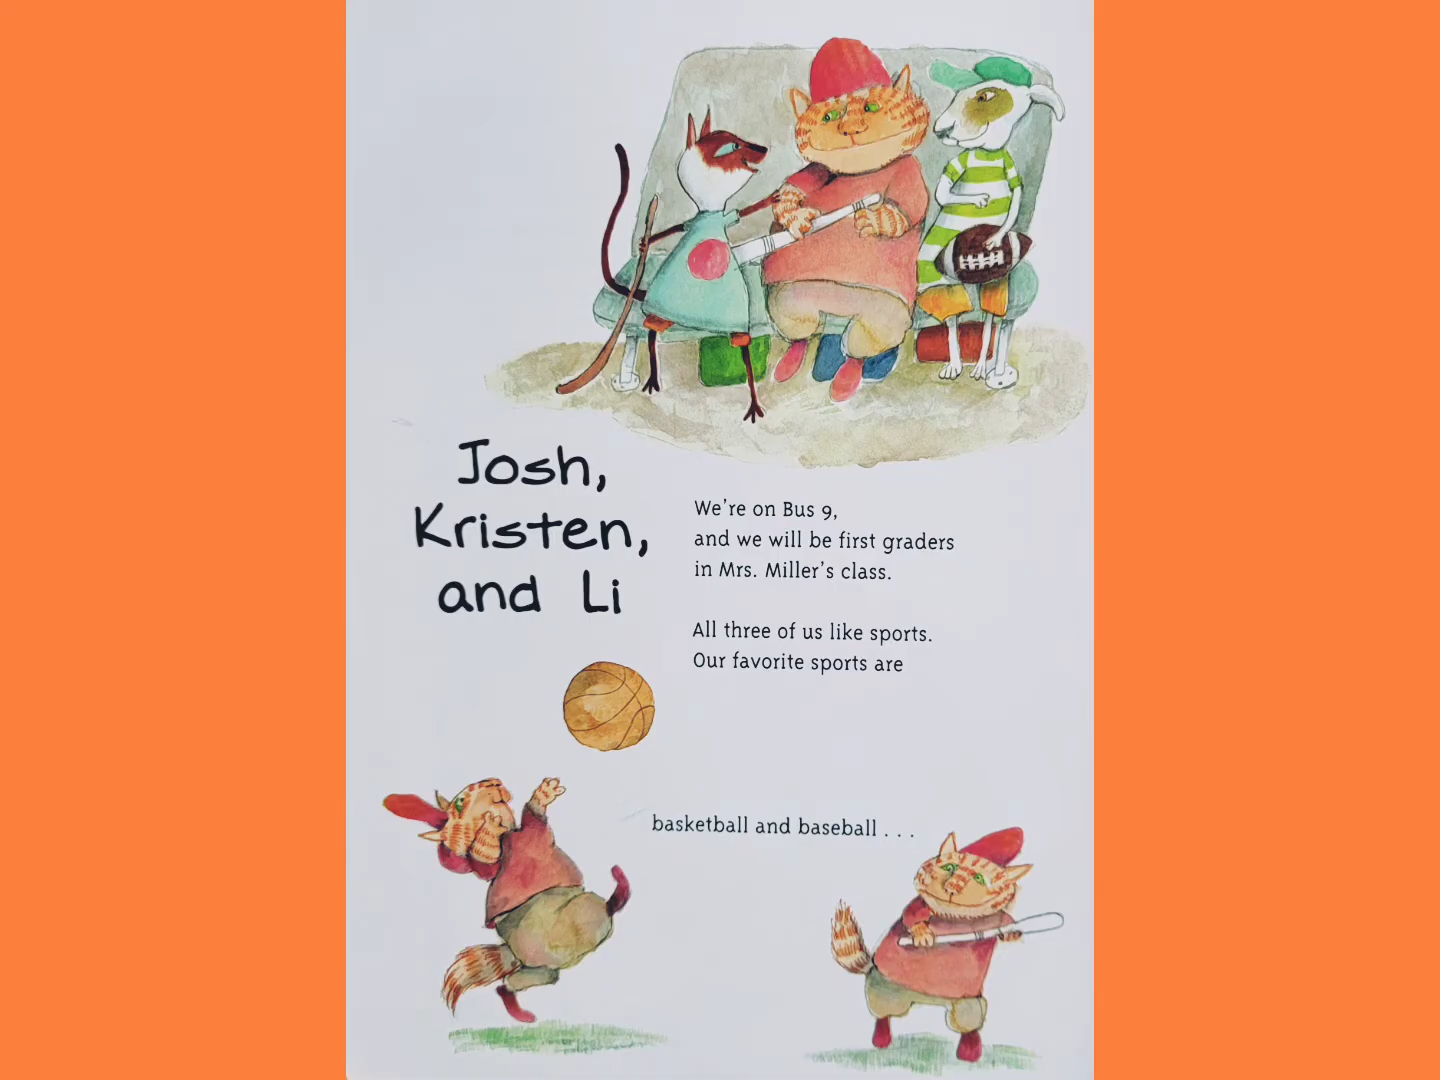 Josh,
Kristen,
and Li
We're on Bus 9,
and we will be first graders
in Mrs. Miller's class.
All three of us like sports.
Our favorite sports are
basketball and baseball . . .